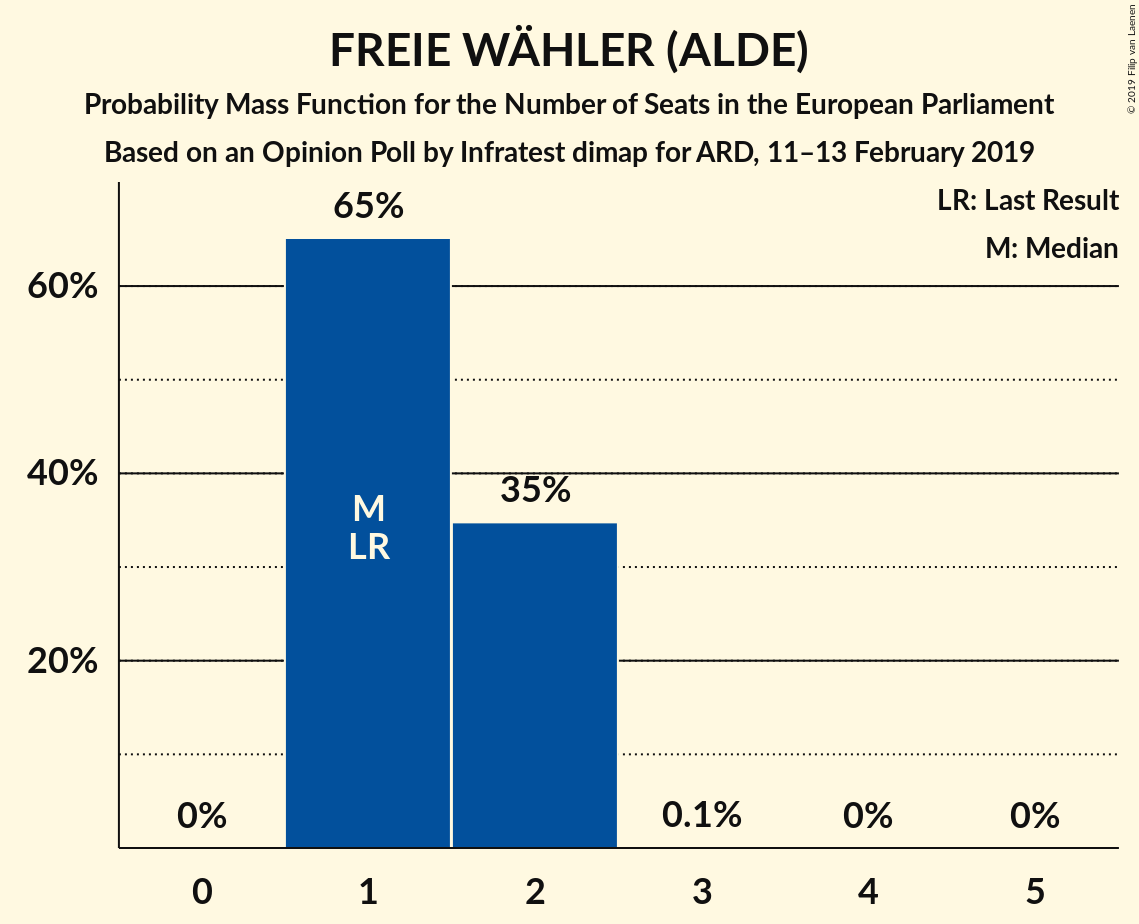 FREIE WÄHLER (ALDE)
Probability Mass Function for the Number of Seats in the European Parliament
Based on an Opinion Poll by Infratest dimap for ARD, 11–13 February 2019
© 2019 Filip van Laenen
LR: Last Result
M: Median
65%
60%
40%
35%
M
LR
20%
0%
0.1%
0%
0%
0
1
2
3
4
5